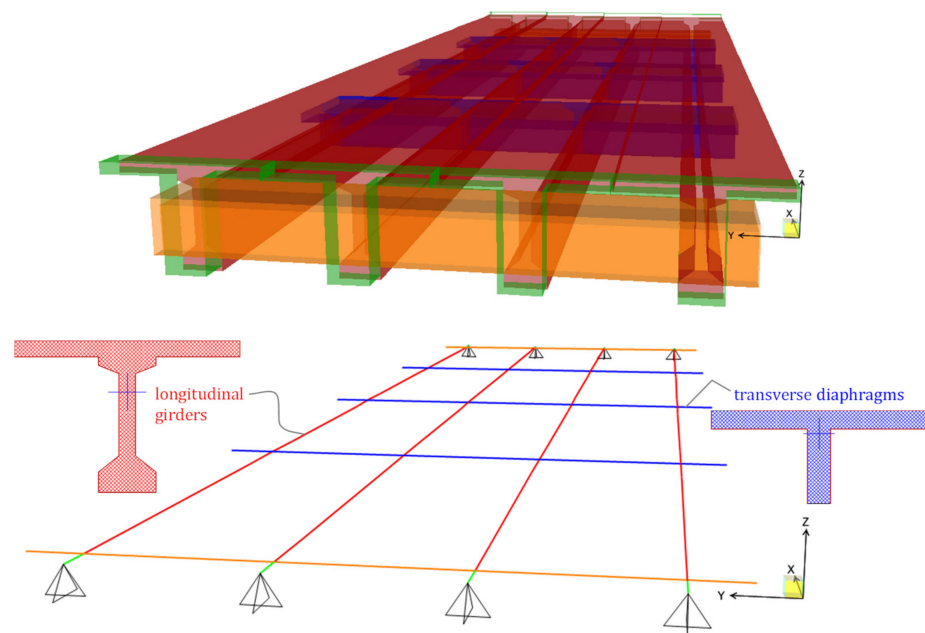 Z
X
Y
longitudinal
girders
transverse diaphragms
Z
X
Y